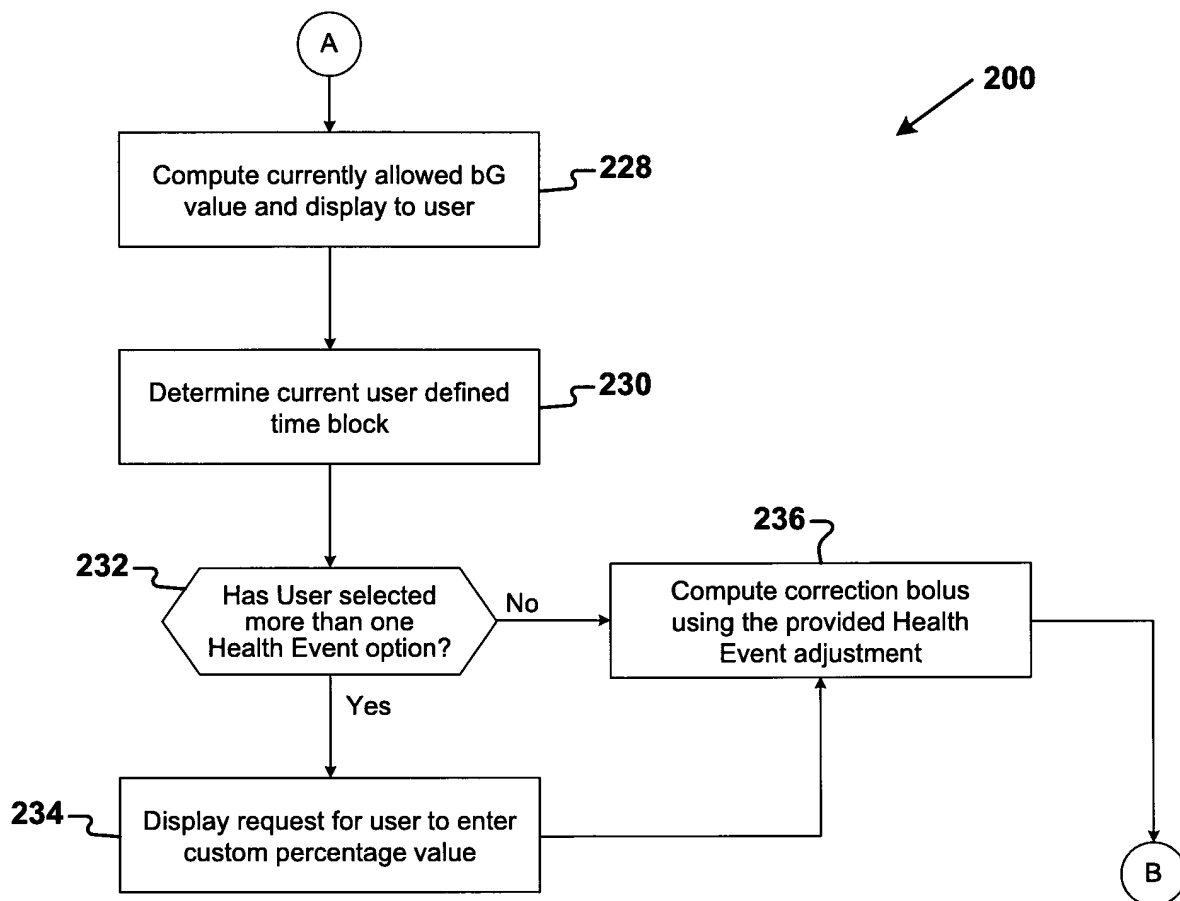 A
200
Compute currently allowed bG
value and display to user
228
Determine current user defined
time block
230
232
Has User selected
more than one
Health Event option?
No
Yes
236
Compute correction bolus
using the provided Health
Event adjustment
234
Display request for user to enter
custom percentage value
B